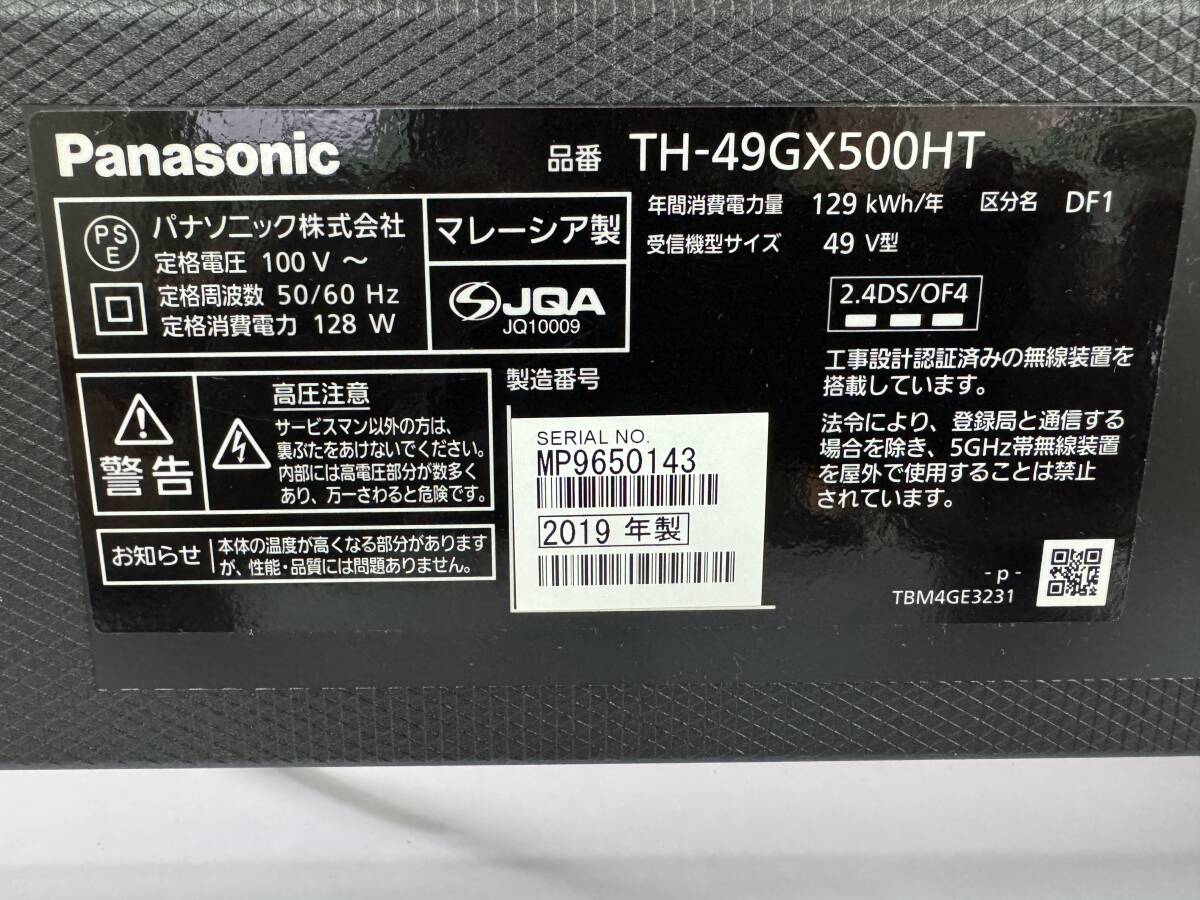 Panasonic
品番 TH-49GX500HT
PS
E
パナソニック株式会社
定格電圧 100 V ～
定格周波数 50/60 Hz
定格消費電力 128 W
マレーシア製
JQA
JQ10009
年間消費電力量 129 kWh/年 区分名 DF1
受信機型サイズ 49 V型
2.4DS/OF4
工事設計認証済みの無線装置を
搭載しています。
法令により、登録局と通信する
場合を除き、5GHz帯無線装置
を屋外で使用することは禁止
されています。
警告
高圧注意
サービスマン以外の方は、
裏ぶたをあけないでください。
内部には高電圧部分が数多く
あり、万一さわると危険です。
お知らせ
本体の温度が高くなる部分があります
が、性能・品質には問題ありません。
製造番号
SERIAL NO.
MP9650143
2019 年製
- p -
TBM4GE3231